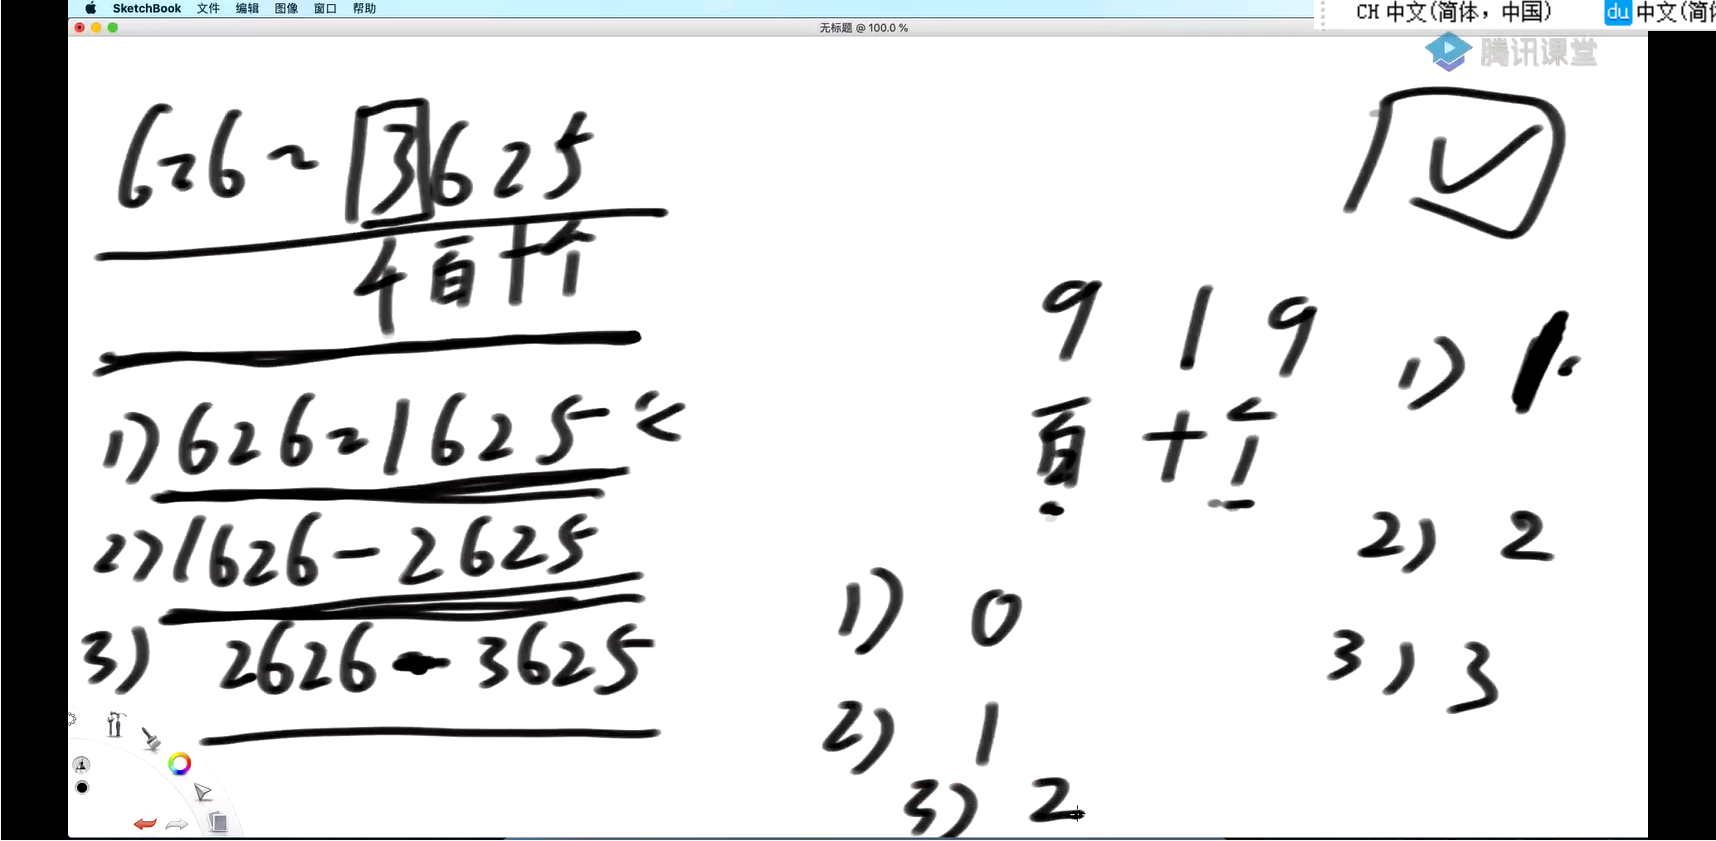 SketchBook 文件 编辑 图像 窗口 帮助
CH 中文(简体，中国)
du 中文(简体
无标题 @ 100.0 %
腾讯课堂
626~3625
千百十个
1)626~1625
2)1626-2625
3) 2626-3625
919
百十个
1) 1
2) 2
3) 3
1) 0
2) 1
3) 2